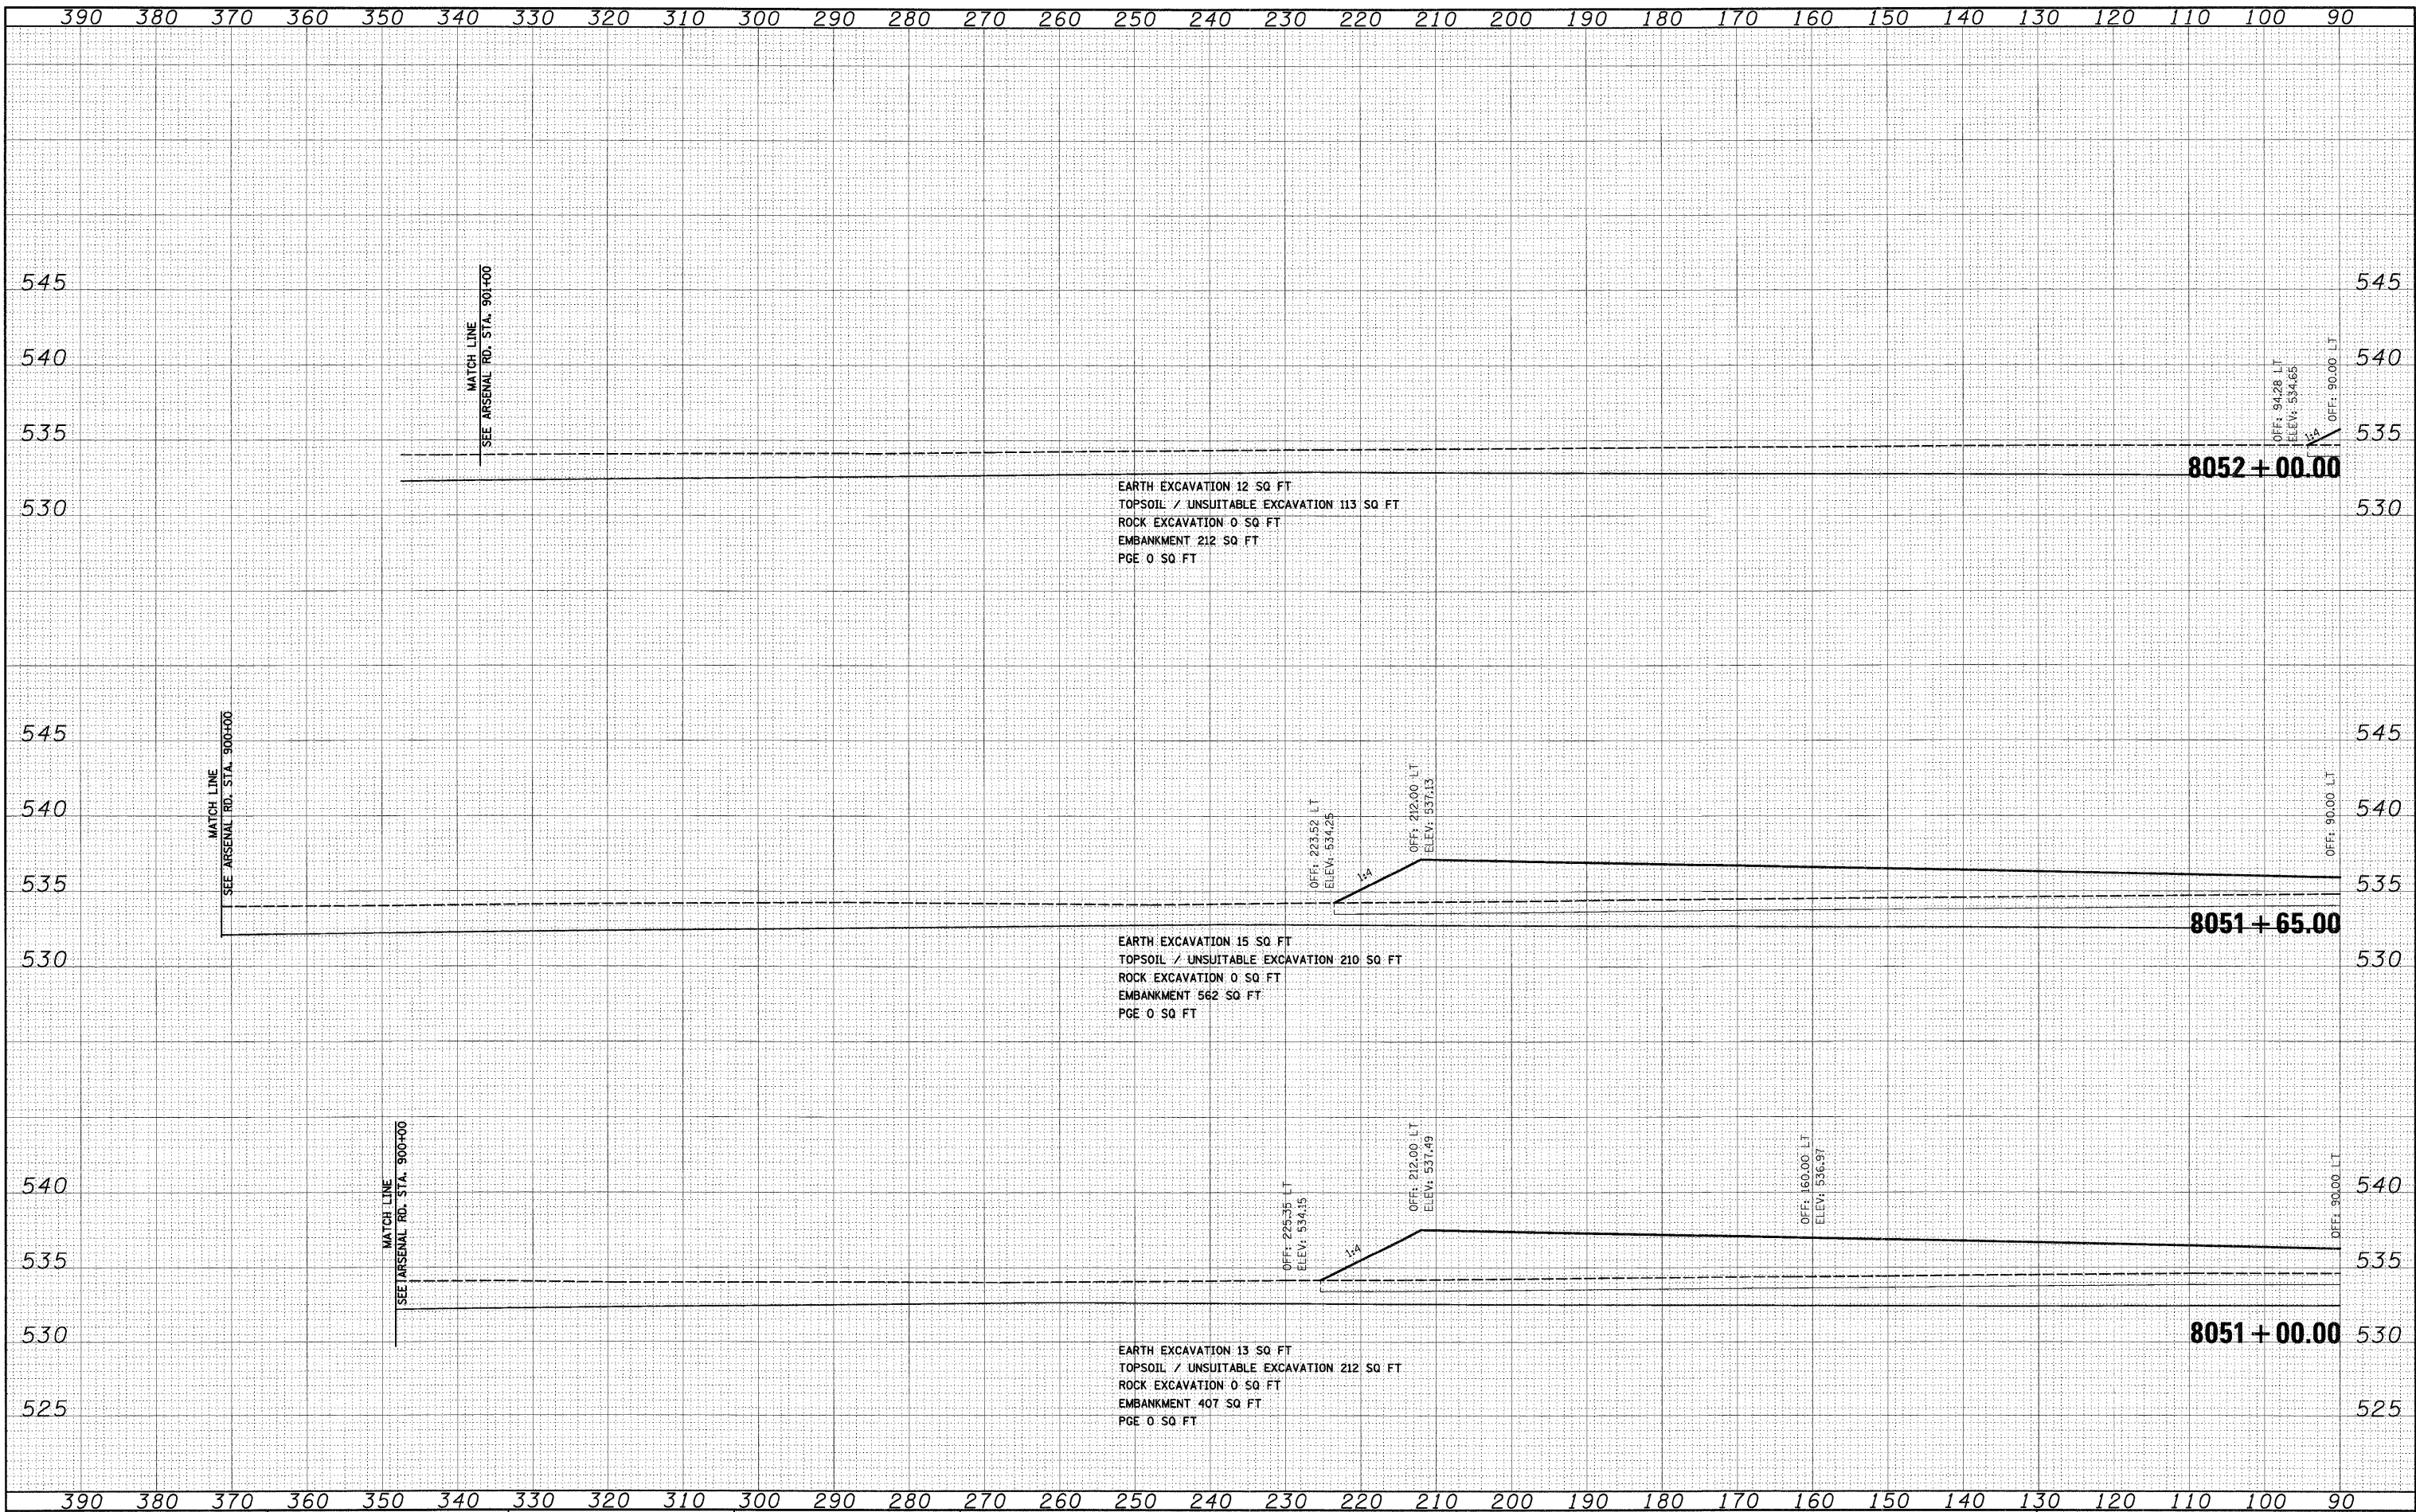 390 380 370 360 350 340 330 320 310 300 290 280 270 260 250 240 230 220 210 200 190 180 170 160 150 140 130 120 110 100 90
545 545
MATCH LINE
SEE ARSENAL RD. STA. 901+00
540 540
OFF: 94.28 LT
ELEV: 534.65
OFF: 90.00 LT
535 535
1:4
8052+00.00
EARTH EXCAVATION 12 SQ FT
TOPSOIL / UNSUITABLE EXCAVATION 113 SQ FT
530 530
ROCK EXCAVATION 0 SQ FT
EMBANKMENT 212 SQ FT
PGE 0 SQ FT
545 545
MATCH LINE
SEE ARSENAL RD. STA. 900+00
540 540
OFF: 223.52 LT
ELEV: 534.25
OFF: 212.00 LT
ELEV: 537.13
OFF: 90.00 LT
1:4
535 535
8051+65.00
EARTH EXCAVATION 15 SQ FT
TOPSOIL / UNSUITABLE EXCAVATION 210 SQ FT
530 530
ROCK EXCAVATION 0 SQ FT
EMBANKMENT 562 SQ FT
PGE 0 SQ FT
MATCH LINE
SEE ARSENAL RD. STA. 900+00
540 540
OFF: 225.35 LT
ELEV: 534.15
OFF: 212.00 LT
ELEV: 537.49
OFF: 160.00 LT
ELEV: 536.97
OFF: 90.00 LT
1:4
535 535
530 530
8051+00.00
EARTH EXCAVATION 13 SQ FT
TOPSOIL / UNSUITABLE EXCAVATION 212 SQ FT
ROCK EXCAVATION 0 SQ FT
EMBANKMENT 407 SQ FT
PGE 0 SQ FT
525 525
390 380 370 360 350 340 330 320 310 300 290 280 270 260 250 240 230 220 210 200 190 180 170 160 150 140 130 120 110 100 90